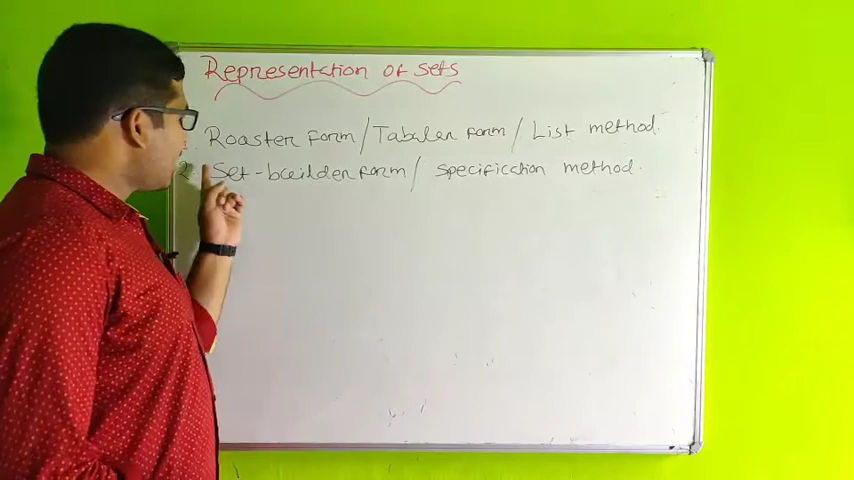 Representation of sets
Roaster form/Tabular form/List method.
2. Set-builder form/ specification method.